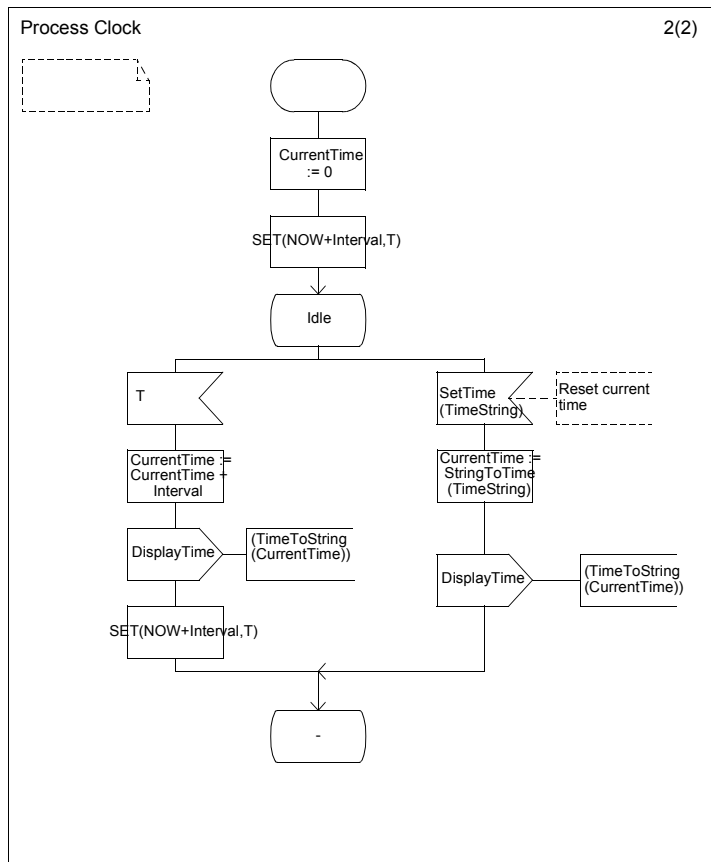 Process Clock
2(2)
CurrentTime
:= 0
SET(NOW+Interval,T)
Idle
T
SetTime
(TimeString)
Reset current
time
CurrentTime :=
CurrentTime +
Interval
CurrentTime :=
StringToTime
(TimeString)
DisplayTime
(TimeToString
(CurrentTime))
DisplayTime
(TimeToString
(CurrentTime))
SET(NOW+Interval,T)
-